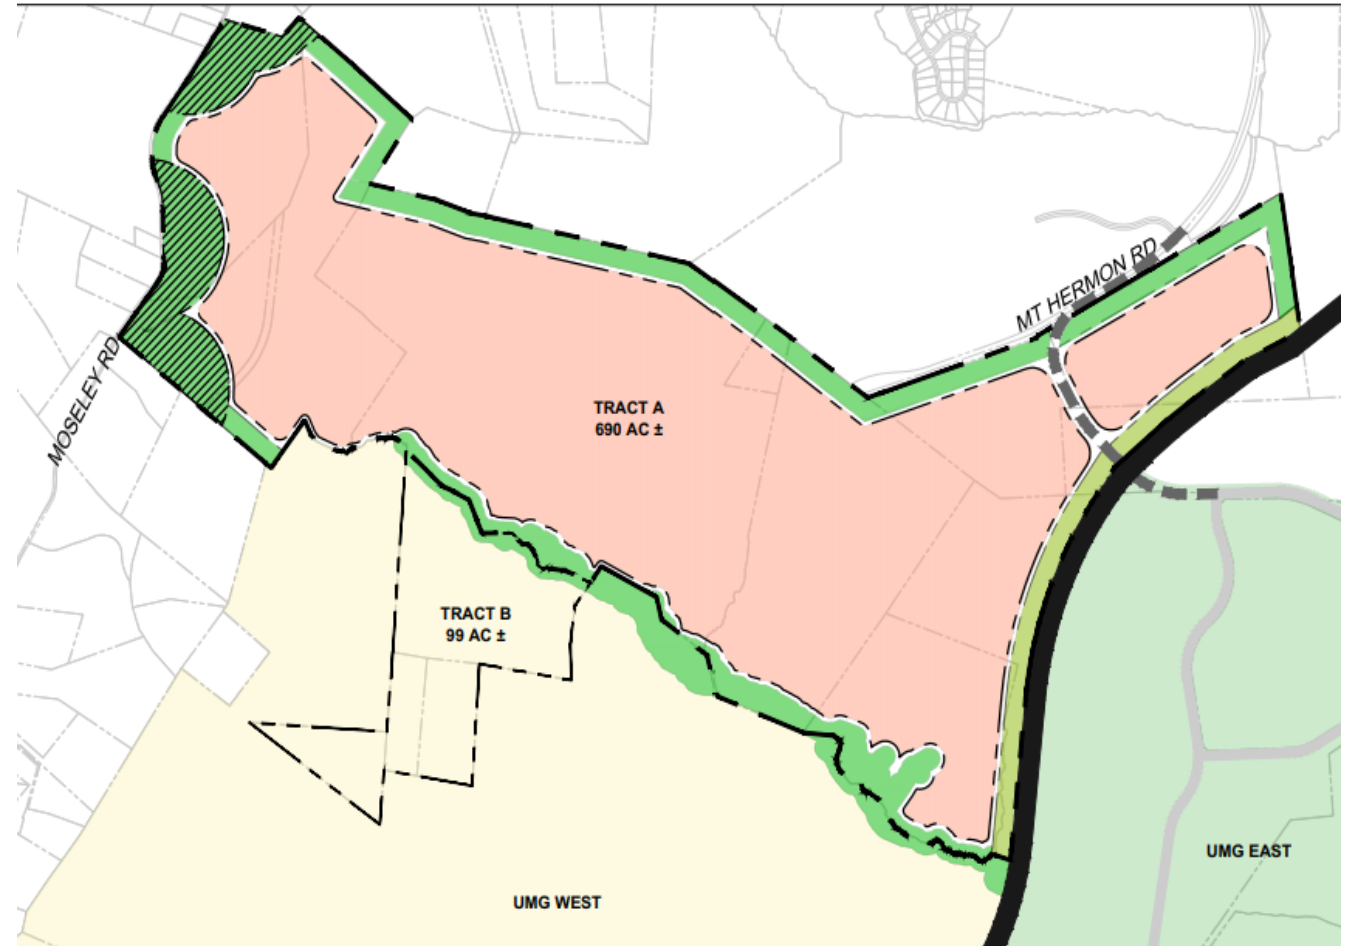 MT HERMON RD
MOSELEY RD
TRACT A
690 AC ±
TRACT B
99 AC ±
UMG EAST
UMG WEST